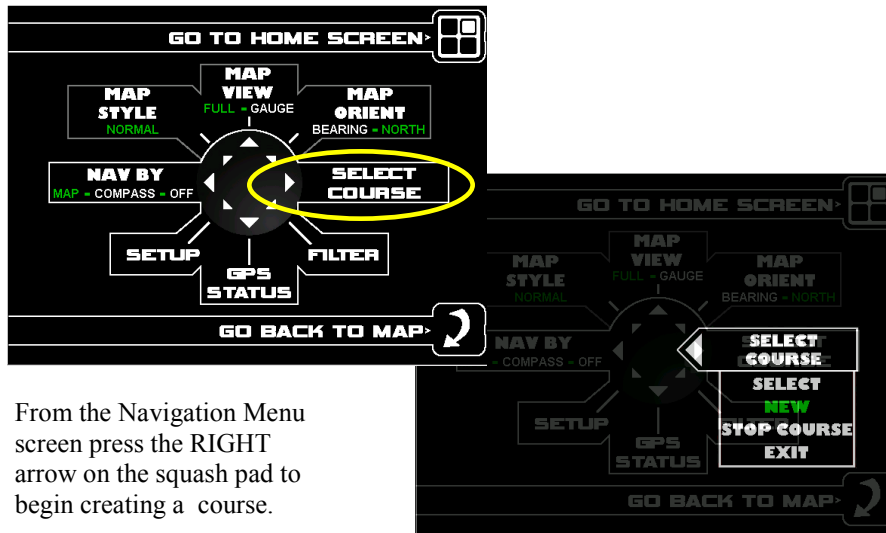 GO TO HOME SCREEN>
MAP
VIEW
FULL - GAUGE
MAP
STYLE
NORMAL
MAP
ORIENT
BEARING - NORTH
NAV BY
MAP - COMPASS - OFF
SELECT
COURSE
SETUP
GPS
STATUS
FILTER
GO BACK TO MAP>
From the Navigation Menu
screen press the RIGHT
arrow on the squash pad to
begin creating a course.
GO TO HOME SCREEN>
MAP
VIEW
FULL - GAUGE
MAP
STYLE
NORMAL
MAP
ORIENT
BEARING - NORTH
NAV BY
- COMPASS - OFF
SELECT
COURSE
SELECT
NEW
STOP COURSE
EXIT
SETUP
GPS
STATUS
GO BACK TO MAP>